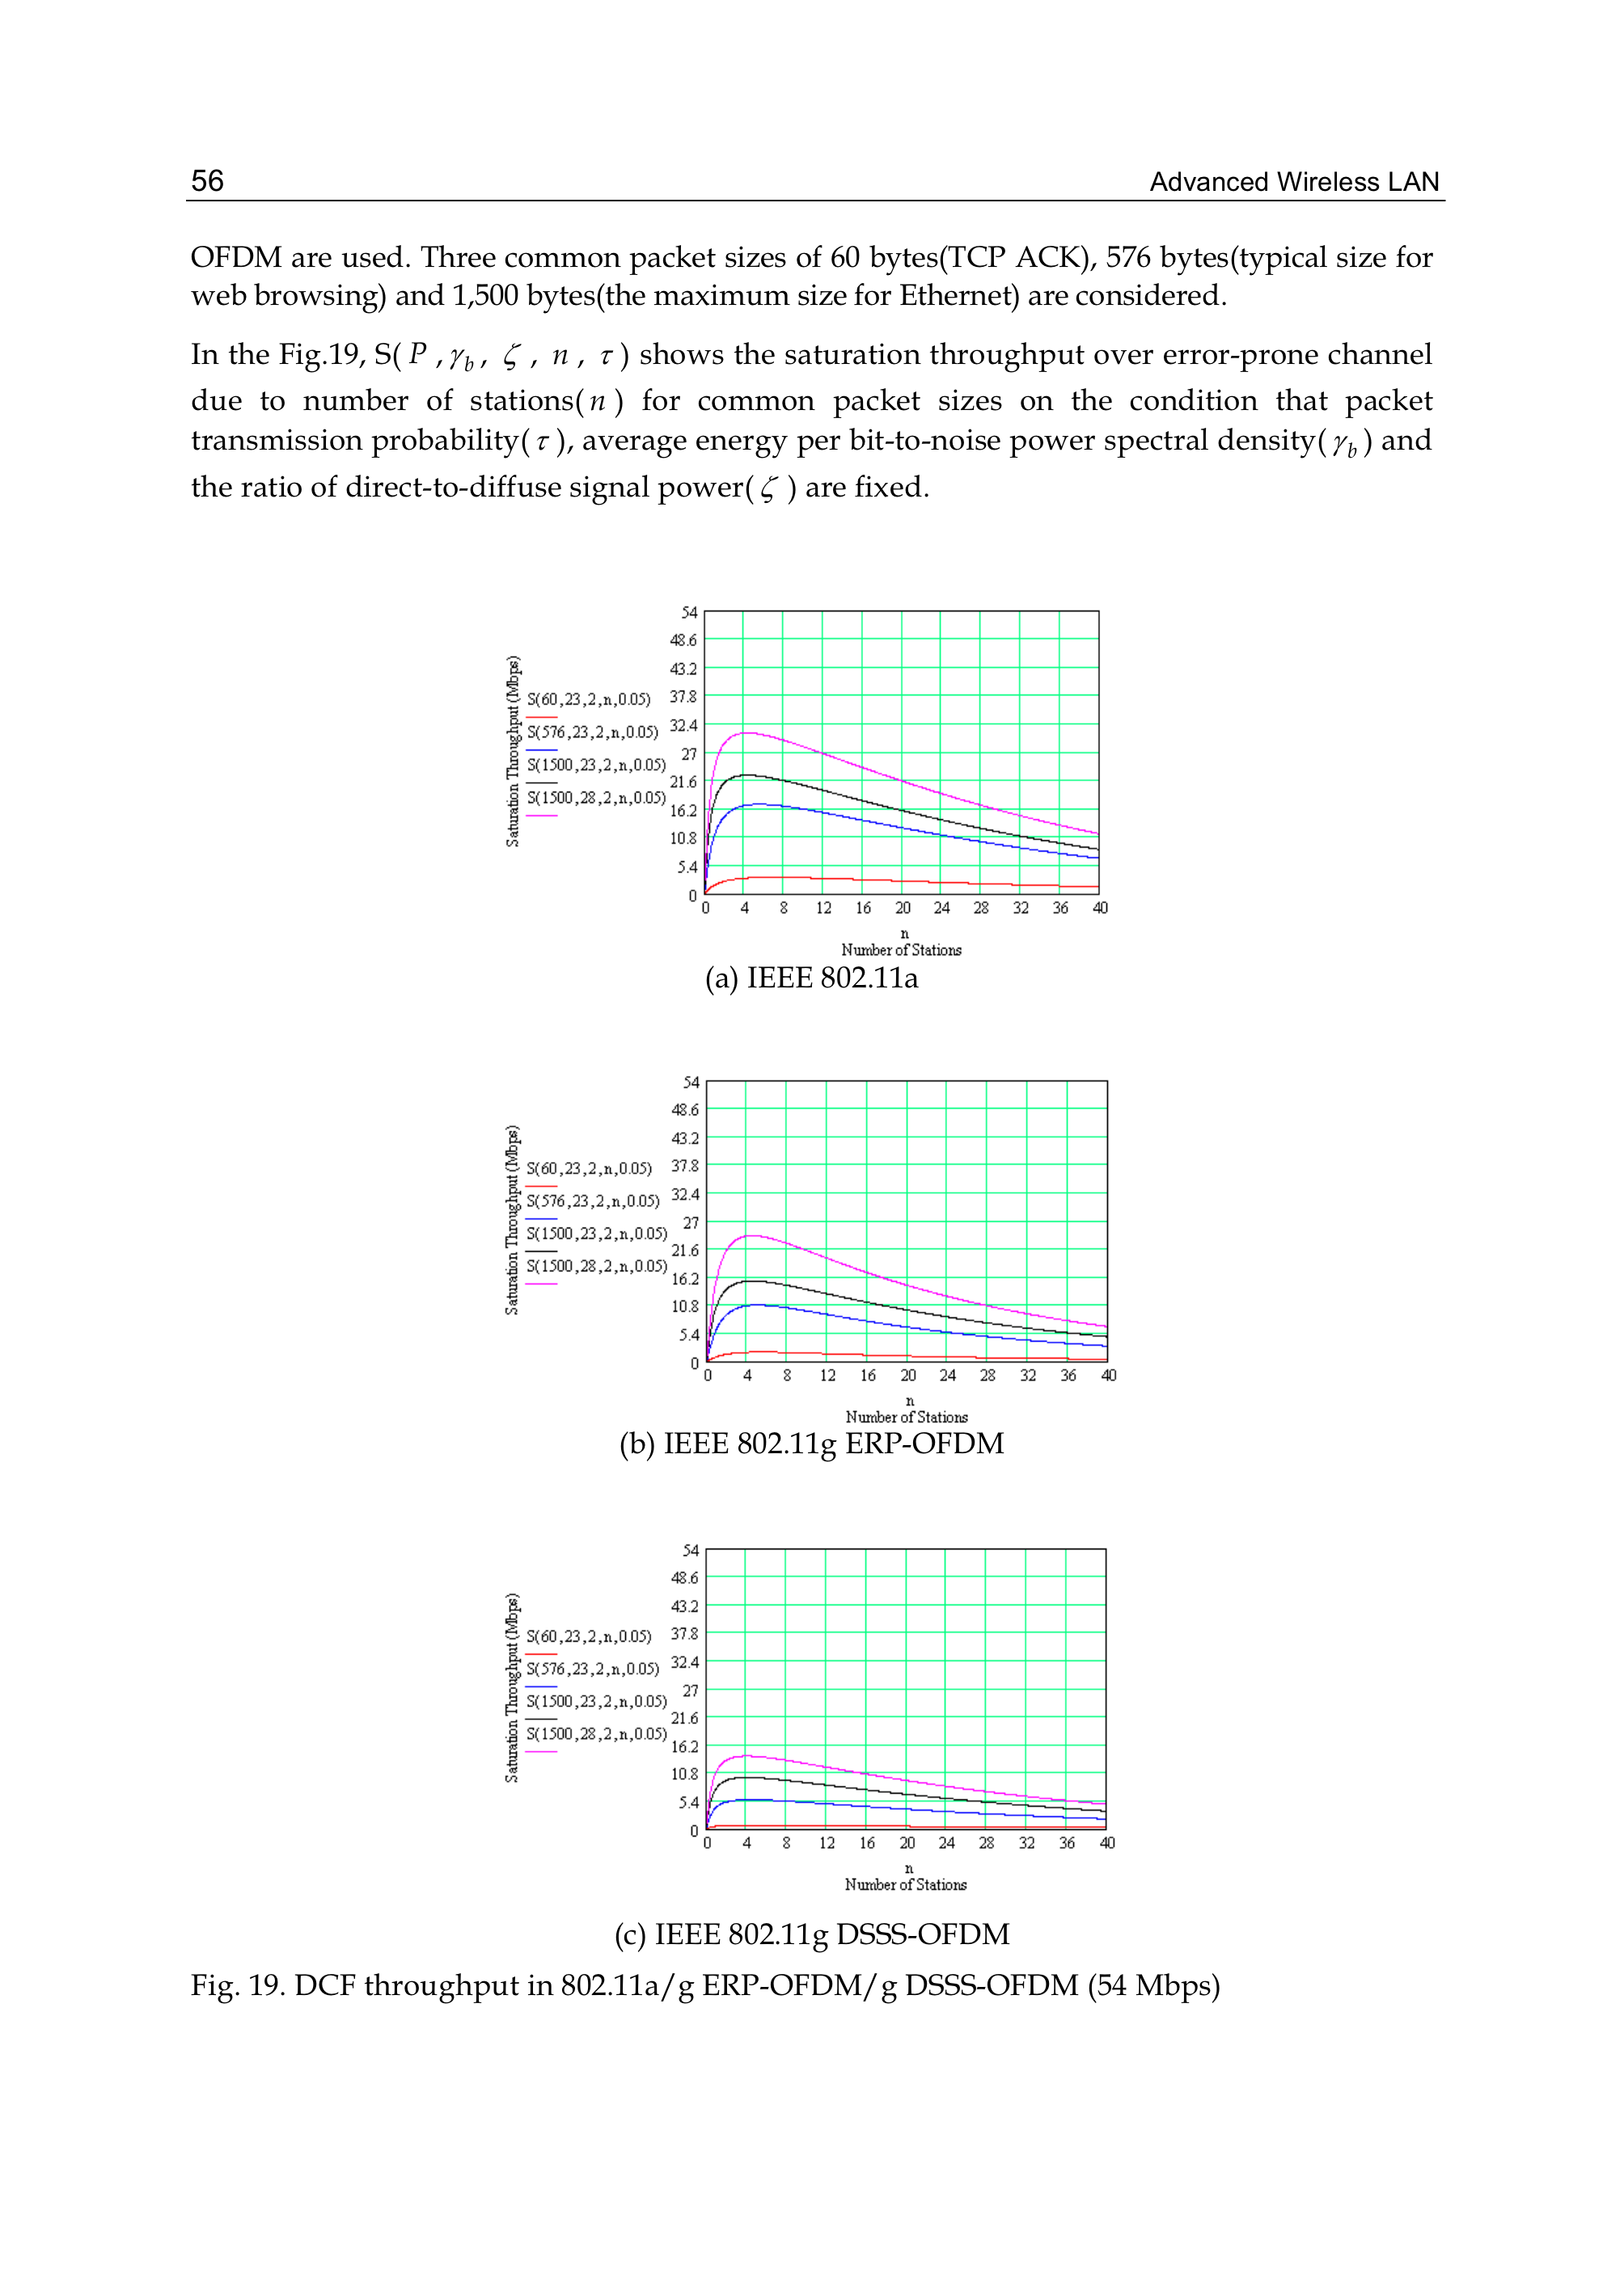 56
Advanced Wireless LAN
OFDM are used. Three common packet sizes of 60 bytes(TCP ACK), 576 bytes(typical size for
web browsing) and 1,500 bytes(the maximum size for Ethernet) are considered.
In the Fig.19, S( P , γb , ζ , n , τ ) shows the saturation throughput over error-prone channel
due to number of stations( n ) for common packet sizes on the condition that packet
transmission probability( τ ), average energy per bit-to-noise power spectral density( γb ) and
the ratio of direct-to-diffuse signal power( ζ ) are fixed.
Saturation Throughput (Mbps)
S(60,23,2,n,0.05)
S(576,23,2,n,0.05)
S(1500,23,2,n,0.05)
S(1500,28,2,n,0.05)
54
48.6
43.2
37.8
32.4
27
21.6
16.2
10.8
5.4
0
0 4 8 12 16 20 24 28 32 36 40
n
Number of Stations
(a) IEEE 802.11a
Saturation Throughput (Mbps)
S(60,23,2,n,0.05)
S(576,23,2,n,0.05)
S(1500,23,2,n,0.05)
S(1500,28,2,n,0.05)
54
48.6
43.2
37.8
32.4
27
21.6
16.2
10.8
5.4
0
0 4 8 12 16 20 24 28 32 36 40
n
Number of Stations
(b) IEEE 802.11g ERP-OFDM
Saturation Throughput (Mbps)
S(60,23,2,n,0.05)
S(576,23,2,n,0.05)
S(1500,23,2,n,0.05)
S(1500,28,2,n,0.05)
54
48.6
43.2
37.8
32.4
27
21.6
16.2
10.8
5.4
0
0 4 8 12 16 20 24 28 32 36 40
n
Number of Stations
(c) IEEE 802.11g DSSS-OFDM
Fig. 19. DCF throughput in 802.11a/g ERP-OFDM/g DSSS-OFDM (54 Mbps)